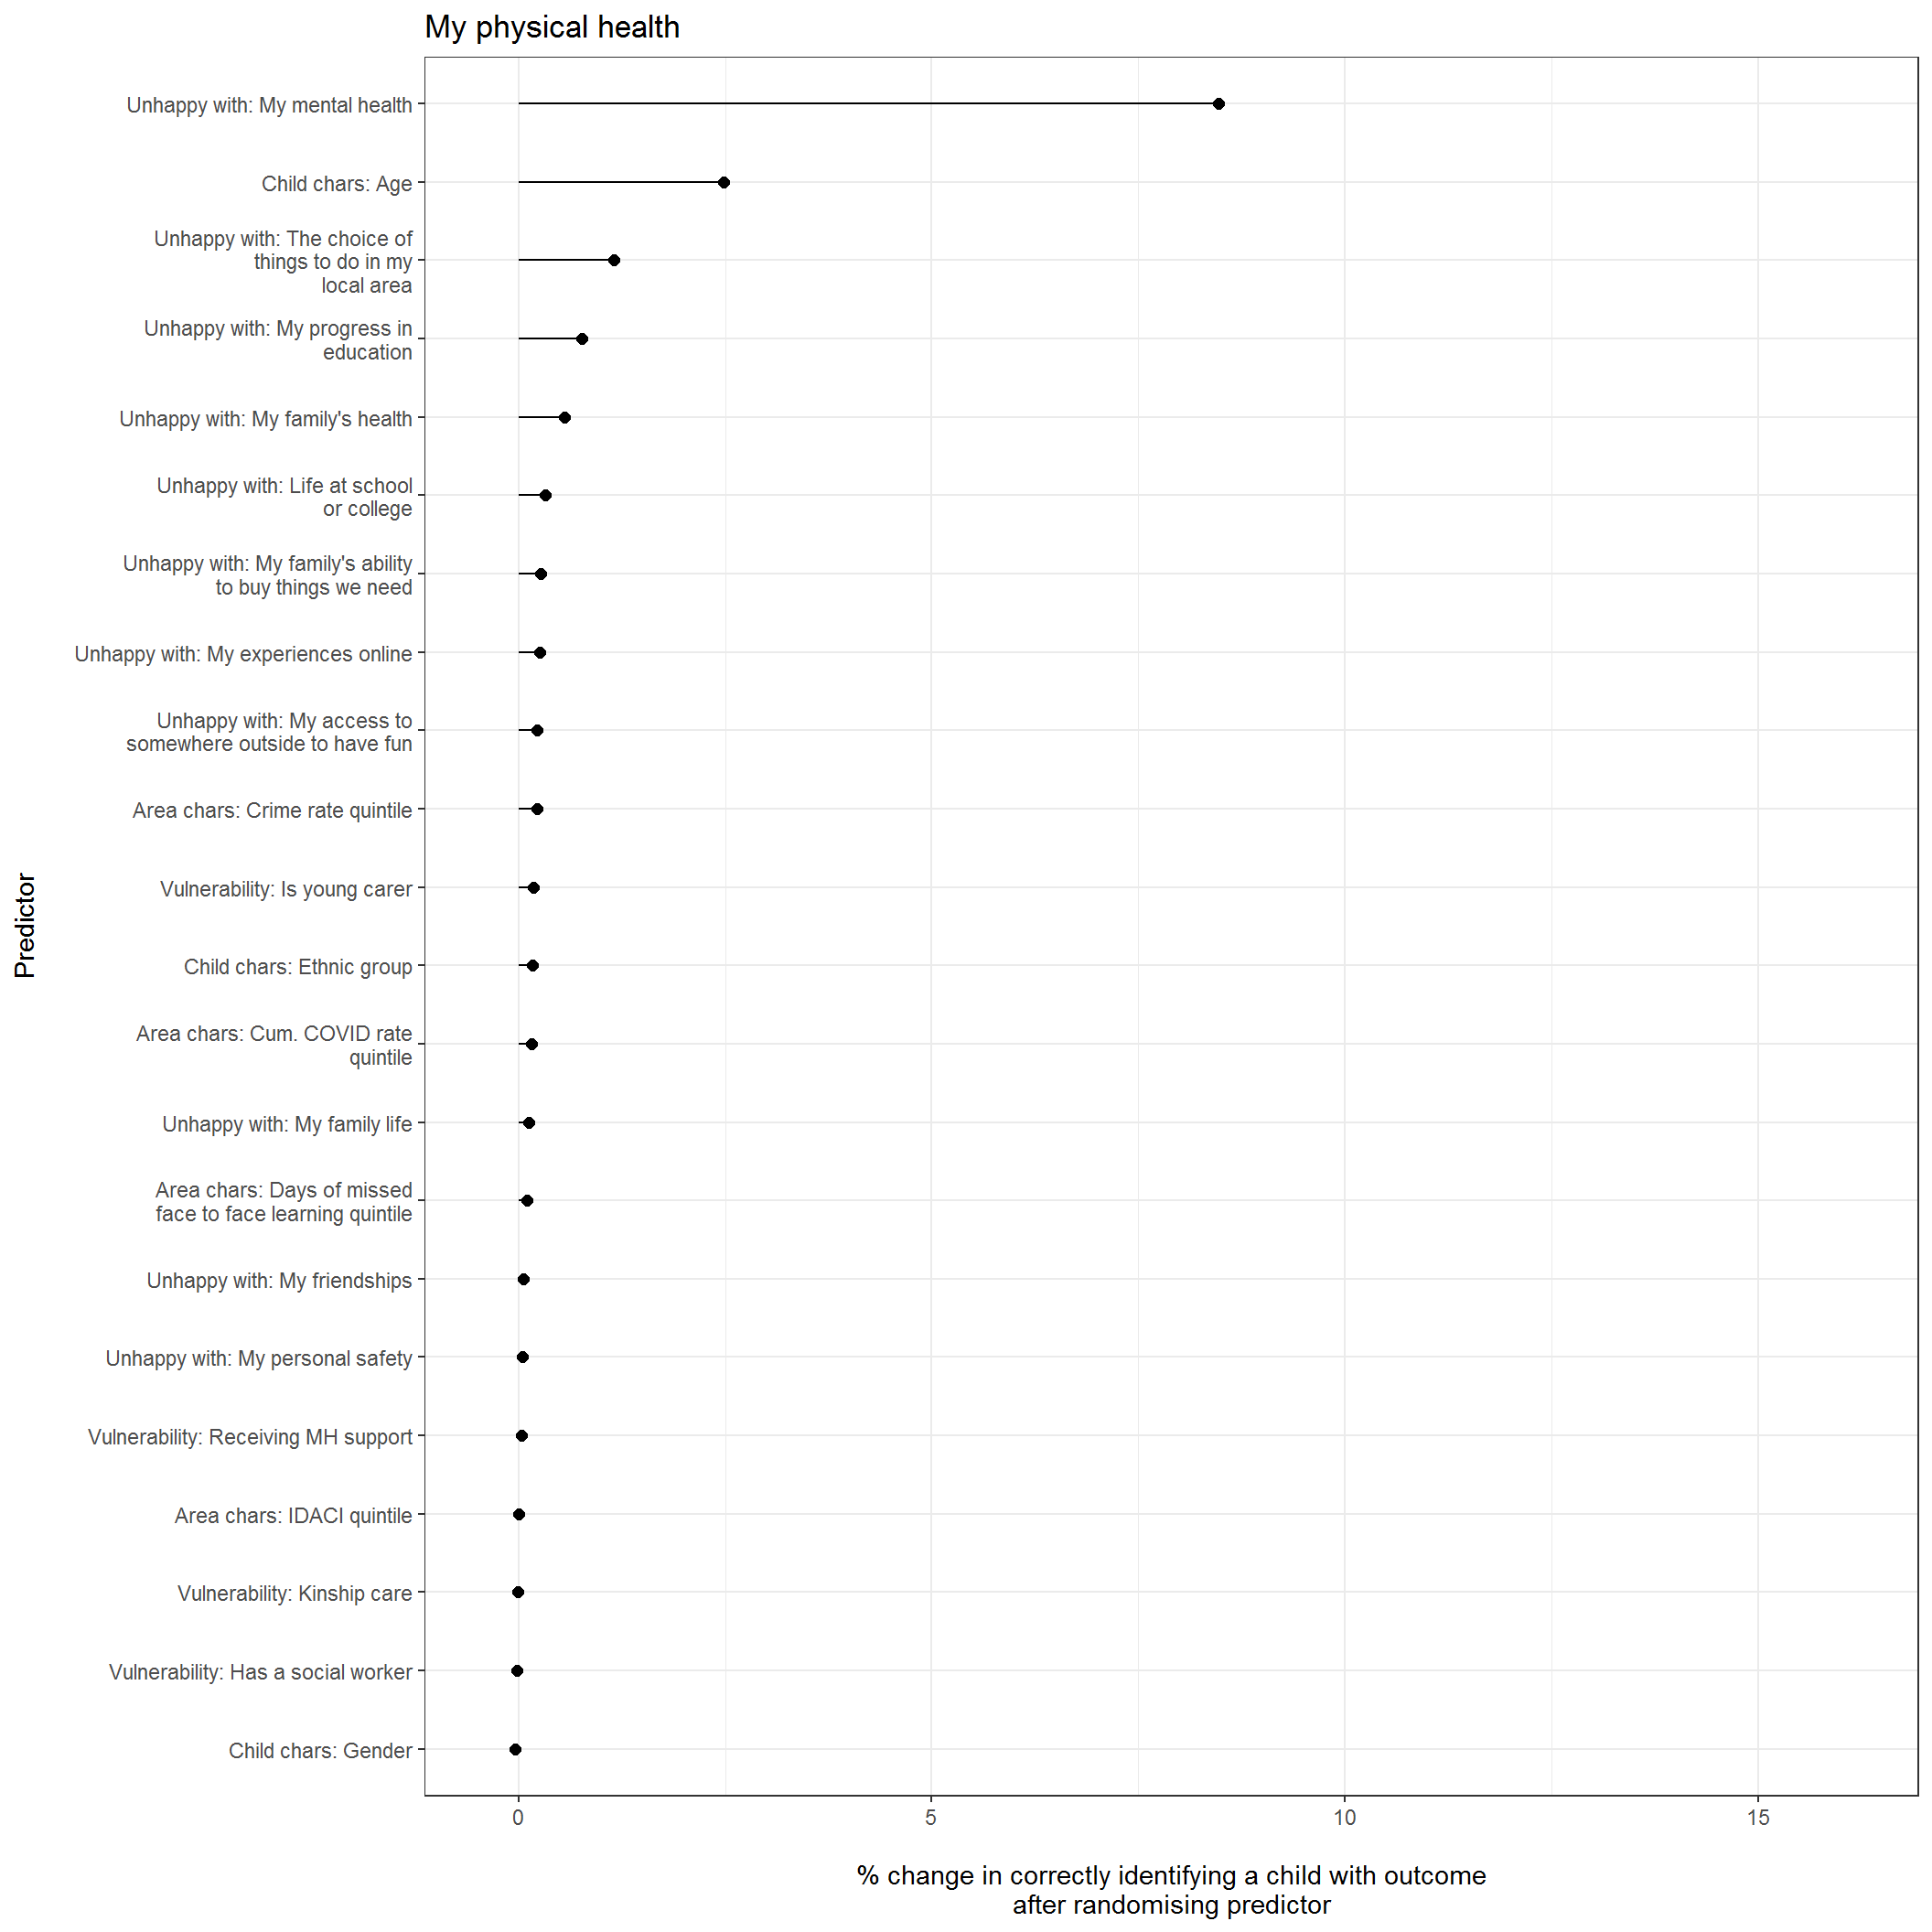 My physical health
Unhappy with: My mental health
Child chars: Age
Unhappy with: The choice of
things to do in my
local area
Unhappy with: My progress in
education
Unhappy with: My family's health
Unhappy with: Life at school
or college
Unhappy with: My family's ability
to buy things we need
Unhappy with: My experiences online
Unhappy with: My access to
somewhere outside to have fun
Area chars: Crime rate quintile
Vulnerability: Is young carer
Child chars: Ethnic group
Area chars: Cum. COVID rate
quintile
Unhappy with: My family life
Area chars: Days of missed
face to face learning quintile
Unhappy with: My friendships
Unhappy with: My personal safety
Vulnerability: Receiving MH support
Area chars: IDACI quintile
Vulnerability: Kinship care
Vulnerability: Has a social worker
Child chars: Gender
Predictor
0 5 10 15
% change in correctly identifying a child with outcome
after randomising predictor